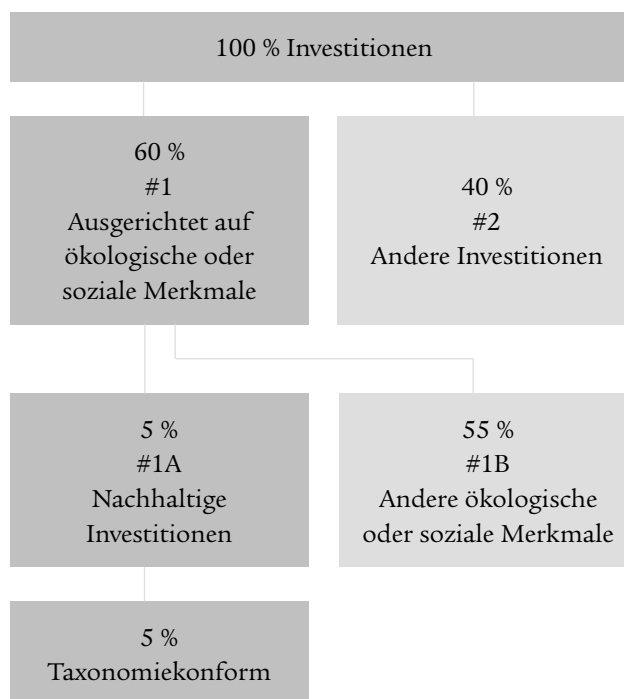 100 % Investitionen
60 %
#1
Ausgerichtet auf
ökologische oder
soziale Merkmale
40 %
#2
Andere Investitionen
5 %
#1A
Nachhaltige
Investitionen
55 %
#1B
Andere ökologische
oder soziale Merkmale
5 %
Taxonomiekonform